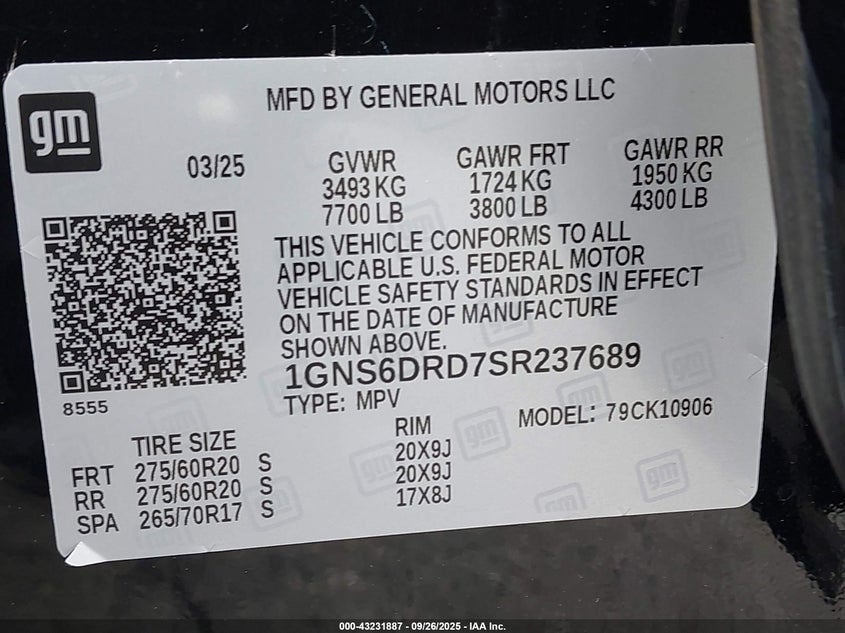 MFD BY GENERAL MOTORS LLC
gm
03/25
GVWR GAWR FRT GAWR RR
3493 KG 1724 KG 1950 KG
7700 LB 3800 LB 4300 LB
THIS VEHICLE CONFORMS TO ALL
APPLICABLE U.S. FEDERAL MOTOR
VEHICLE SAFETY STANDARDS IN EFFECT
ON THE DATE OF MANUFACTURE
SHOWN ABOVE.
1GNS6DRD7SR237689
8555
TYPE: MPV
MODEL: 79CK10906
TIRE SIZE RIM
FRT 275/60R20 S 20X9J
RR 275/60R20 S 20X9J
SPA 265/70R17 S 17X8J
000-43231887 - 09/26/2025 - IAA Inc.